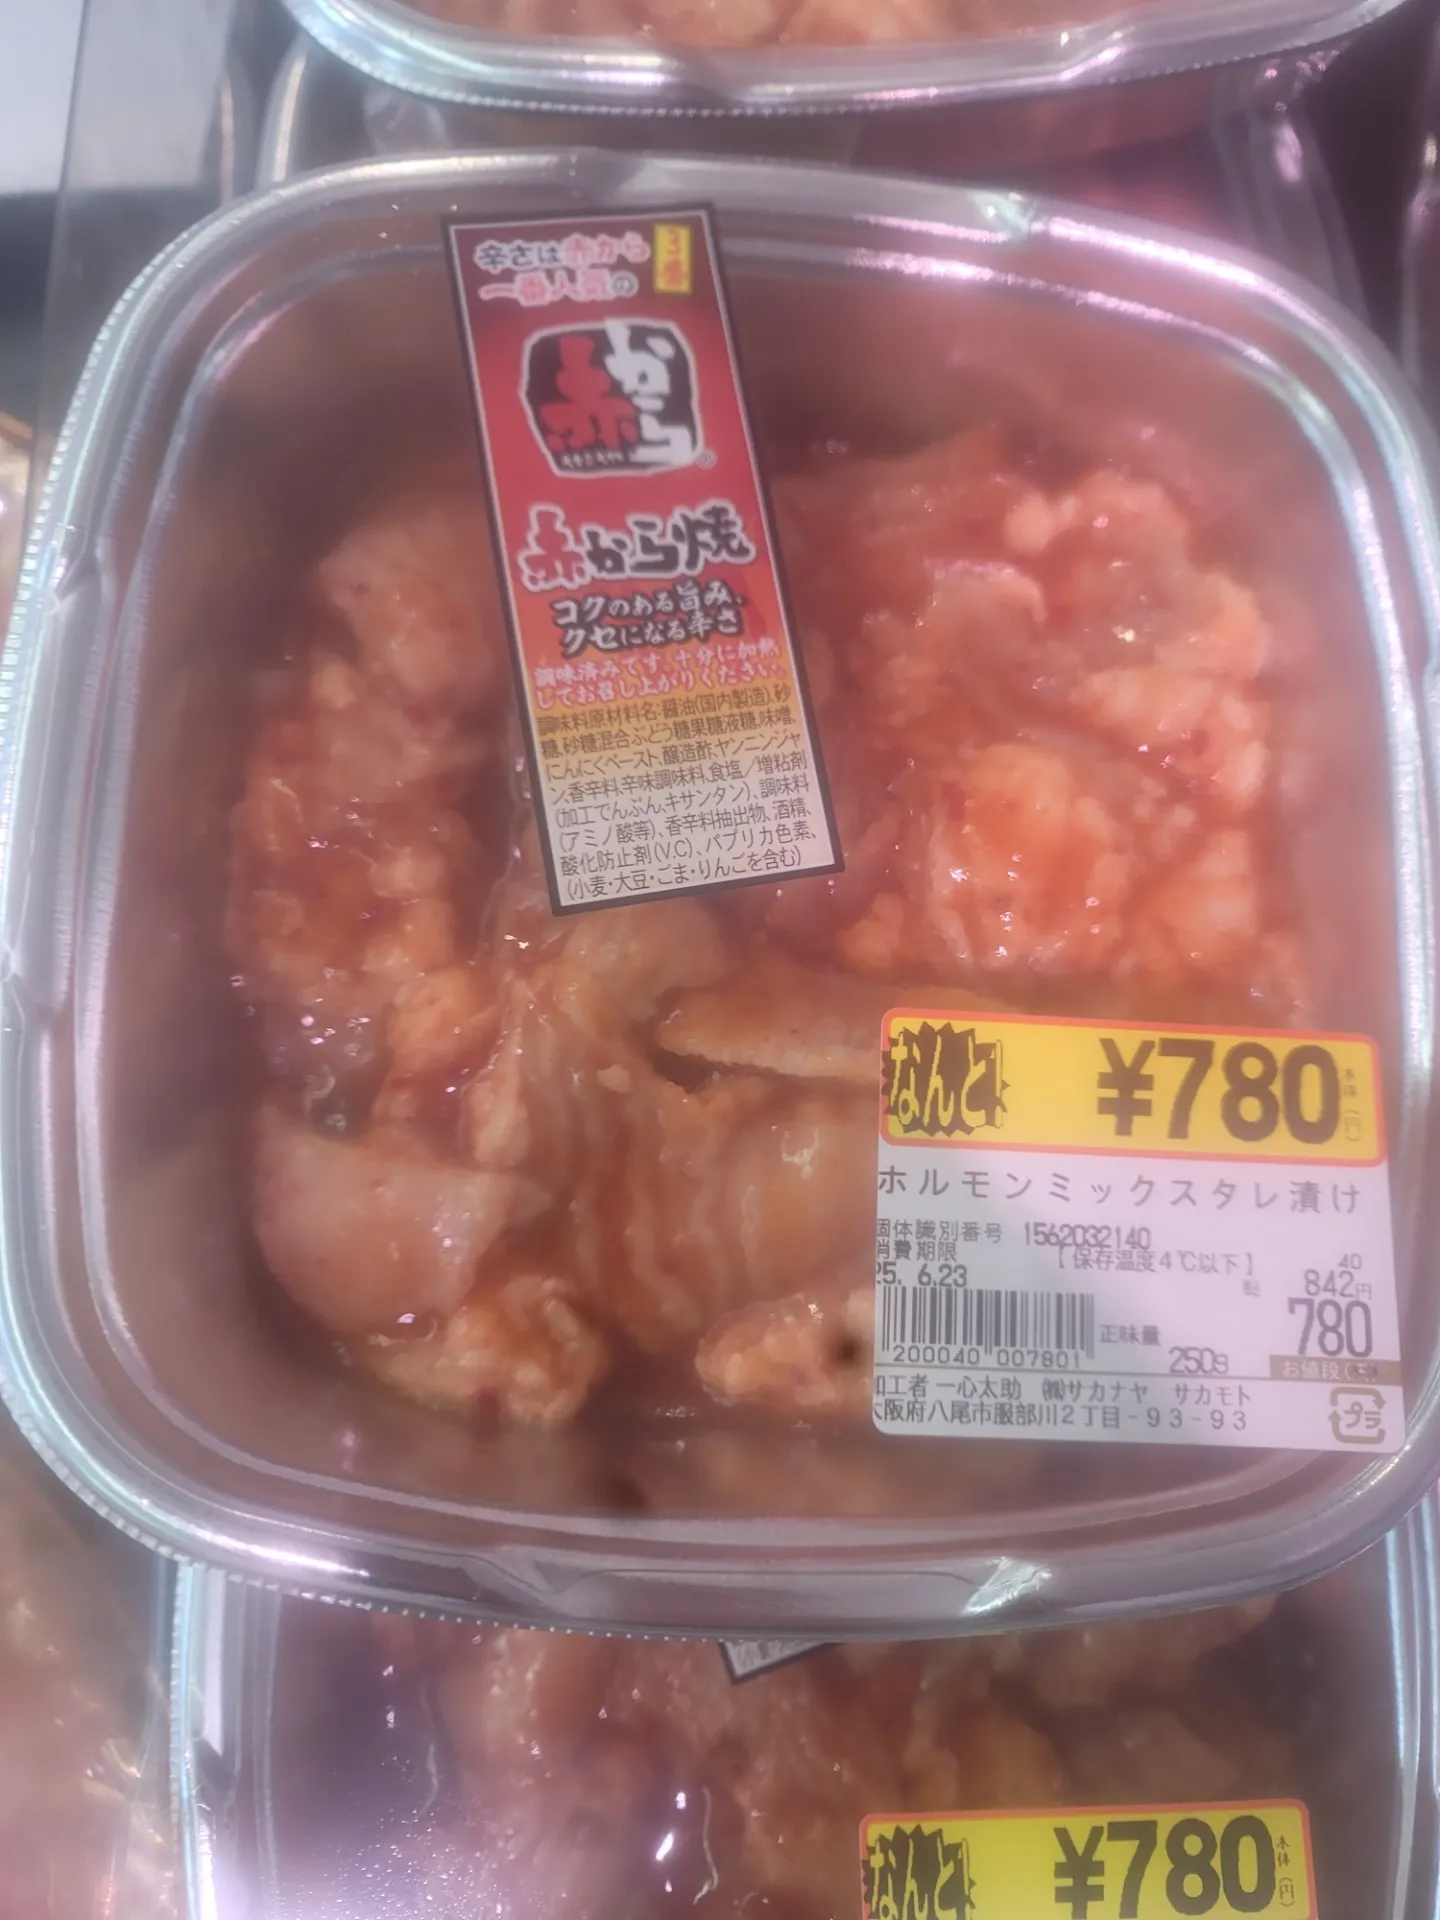 辛さは赤から
一番人気の
3番
赤から
赤から焼
コクのある旨み、
クセになる辛さ
調味済みです。十分に加熱
してお召し上がりください。
調味料原材料名:醤油(国内製造)、砂
糖、砂糖混合ぶどう糖果糖液糖、味噌、
にんにくペースト、醸造酢、ヤンニンジャ
ン、香辛料、辛味調味料、食塩/増粘剤
(加工でんぷん、キサンタン)、調味料
(アミノ酸等)、香辛料抽出物、酒精、
酸化防止剤(V.C)、パプリカ色素、
(小麦・大豆・ごま・りんごを含む)
なんと ¥780 本体(円)
ホルモンミックスタレ漬け
個体識別番号 1562032140
消費期限 [保存温度4℃以下] 40
25. 6.23 842円
780
正味量 250g
お値段(円)
200040 007801
加工者 一心太助 ㈱サカナヤ サカモト
大阪府八尾市服部川2丁目-93-93
プラ
(小麦
なんと ¥780 本体(円)